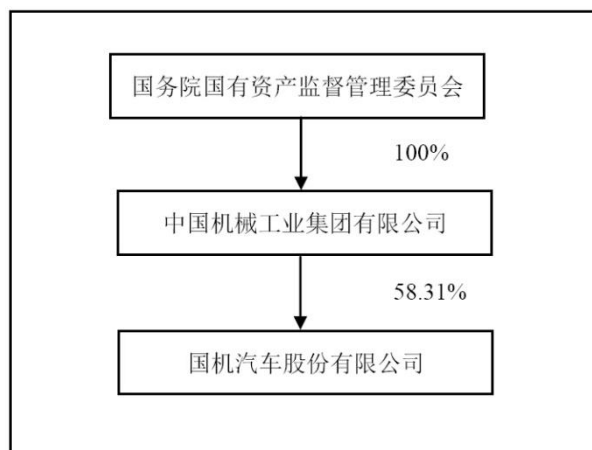 国务院国有资产监督管理委员会
100%
中国机械工业集团有限公司
58.31%
国机汽车股份有限公司